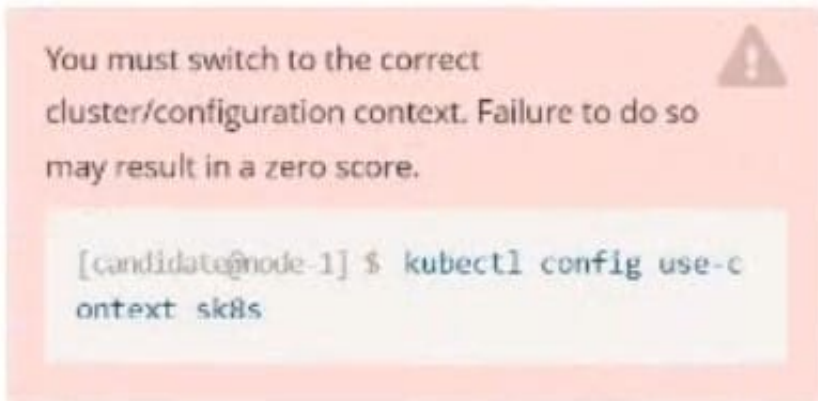 You must switch to the correct
cluster/configuration context. Failure to do so
may result in a zero score.
[candidate@node-1] $ kubectl config use-c
ontext sk8s